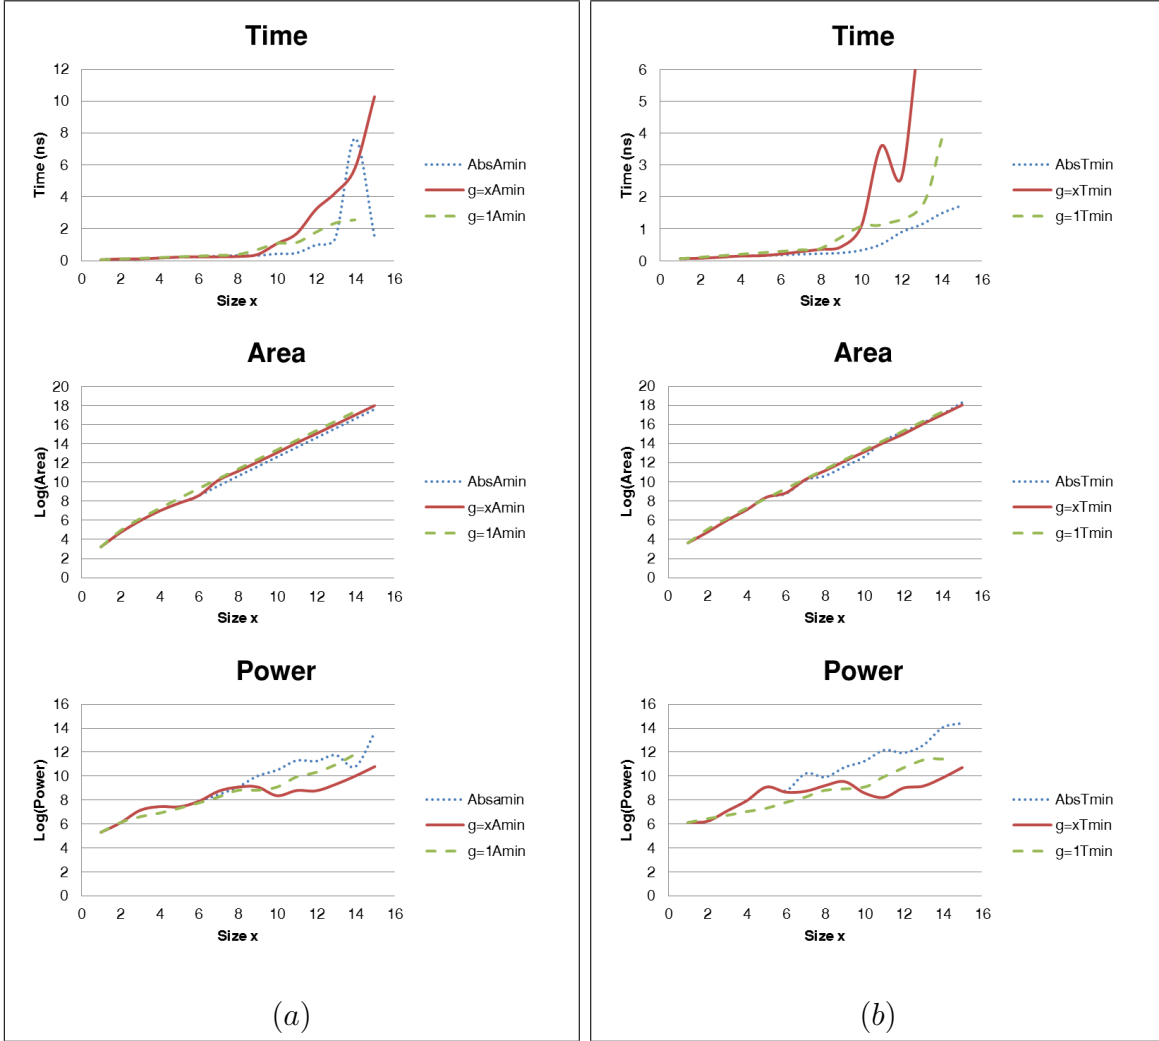 Time
12
10
8
6
4
2
0
Time (ns)
0 2 4 6 8 10 12 14 16
Size x
AbsAmin
g=xAmin
g=1Amin
Area
20
18
16
14
12
10
8
6
4
2
0
Log(Area)
0 2 4 6 8 10 12 14 16
Size x
AbsAmin
g=xAmin
g=1Amin
Power
16
14
12
10
8
6
4
2
0
Log(Power)
0 2 4 6 8 10 12 14 16
Size x
Absamin
g=xAmin
g=1Amin
(a)
Time
6
5
4
3
2
1
0
Time (ns)
0 2 4 6 8 10 12 14 16
Size x
AbsTmin
g=xTmin
g=1Tmin
Area
20
18
16
14
12
10
8
6
4
2
0
Log(Area)
0 2 4 6 8 10 12 14 16
Size x
AbsTmin
g=xTmin
g=1Tmin
Power
16
14
12
10
8
6
4
2
0
Log(Power)
0 2 4 6 8 10 12 14 16
Size x
AbsTmin
g=xTmin
g=1Tmin
(b)